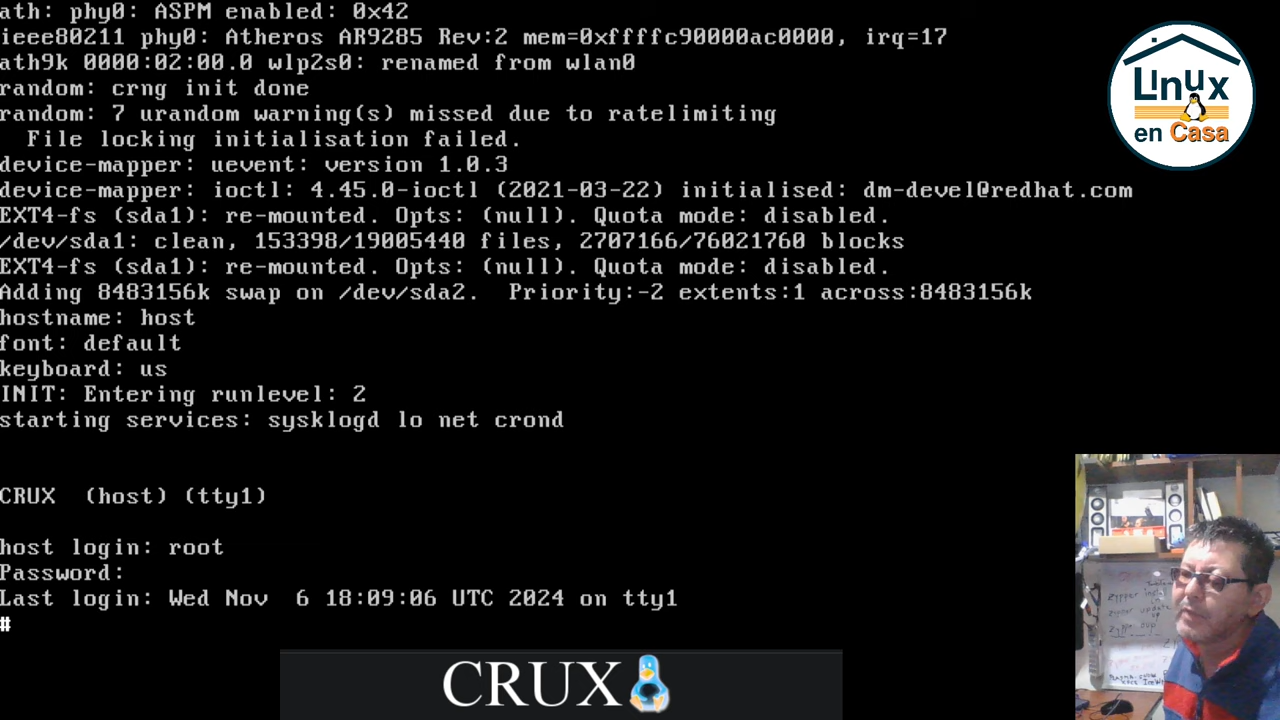 ath: phy0: ASPM enabled: 0x42
ieee80211 phy0: Atheros AR9285 Rev:2 mem=0xffffc90000ac0000, irq=17
ath9k 0000:02:00.0 wlp2s0: renamed from wlan0
random: crng init done
random: 7 urandom warning(s) missed due to ratelimiting
File locking initialisation failed.
device-mapper: uevent: version 1.0.3
device-mapper: ioctl: 4.45.0-ioctl (2021-03-22) initialised: dm-devel@redhat.com
EXT4-fs (sda1): re-mounted. Opts: (null). Quota mode: disabled.
/dev/sda1: clean, 153398/19005440 files, 2707166/76021760 blocks
EXT4-fs (sda1): re-mounted. Opts: (null). Quota mode: disabled.
Adding 8483156k swap on /dev/sda2.  Priority:-2 extents:1 across:8483156k
hostname: host
font: default
keyboard: us
INIT: Entering runlevel: 2
starting services: sysklogd lo net crond
CRUX  (host) (tty1)
host login: root
Password:
Last login: Wed Nov  6 18:09:06 UTC 2024 on tty1
#
Linux
en Casa
zypper
zypper update
CRUX